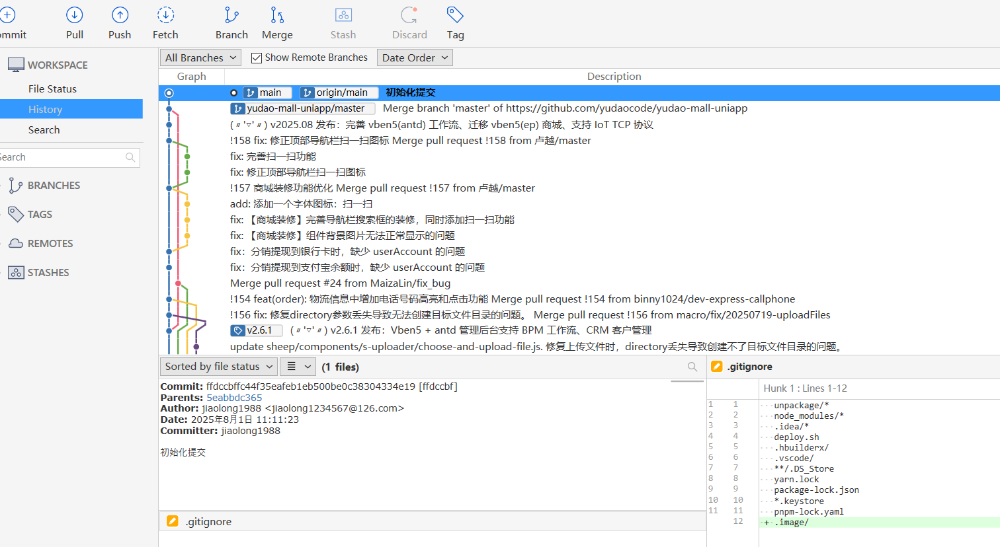 Pull Push Fetch Branch Merge Stash Discard Tag
All Branches Show Remote Branches Date Order
WORKSPACE
File Status
History
Search
BRANCHES
TAGS
REMOTES
STASHES
Graph Description
main origin/main 初始化提交
yudao-mall-uniapp/master Merge branch 'master' of https://github.com/yudaocode/yudao-mall-uniapp
(〃'▽'〃) v2025.08 发布：完善 vben5(antd) 工作流、迁移 vben5(ep) 商城、支持 IoT TCP 协议
!158 fix: 修正顶部导航栏扫一扫图标 Merge pull request !158 from 卢越/master
fix: 完善扫一扫功能
fix: 修正顶部导航栏扫一扫图标
!157 商城装修功能优化 Merge pull request !157 from 卢越/master
add: 添加一个字体图标：扫一扫
fix: 【商城装修】完善导航栏搜索框的装修，同时添加扫一扫功能
fix: 【商城装修】组件背景图片无法正常显示的问题
fix：分销提现到银行卡时，缺少 userAccount 的问题
fix：分销提现到支付宝余额时，缺少 userAccount 的问题
Merge pull request #24 from MaizaLin/fix_bug
!154 feat(order): 物流信息中增加电话号码高亮和点击功能 Merge pull request !154 from binny1024/dev-express-callphone
!156 fix: 修复directory参数丢失导致无法创建目标文件目录的问题。 Merge pull request !156 from macro/fix/20250719-uploadFiles
v2.6.1 (〃'▽'〃) v2.6.1 发布：Vben5 + antd 管理后台支持 BPM 工作流、CRM 客户管理
update sheep/components/s-uploader/choose-and-upload-file.js. 修复上传文件时，directory丢失导致创建不了目标文件目录的问题。
Sorted by file status (1 files)
Commit: ffdccbffc44f35eafeb1eb500be0c38304334e19 [ffdccbf]
Parents: 5eabbdc365
Author: jiaolong1988 <jiaolong1234567@126.com>
Date: 2025年8月1日 11:11:23
Committer: jiaolong1988
初始化提交
.gitignore
.gitignore
Hunk 1 : Lines 1-12
1 1 unpackage/*
2 2 node_modules/*
3 3 .idea/*
4 4 deploy.sh
5 5 .hbuilderx/
6 6 .vscode/
7 7 **/.DS_Store
8 8 yarn.lock
9 9 package-lock.json
10 10 *.keystore
11 11 pnpm-lock.yaml
12 + .image/